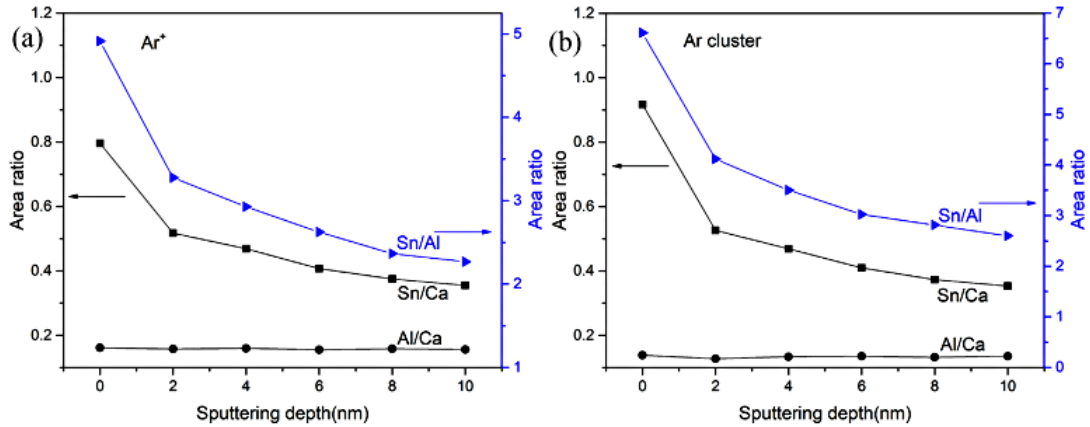 (a)
Ar⁺
Area ratio
1.2
1.0
0.8
0.6
0.4
0.2
5
4
3
2
1
Area ratio
Sn/Al
Sn/Ca
Al/Ca
0 2 4 6 8 10
Sputtering depth(nm)
(b)
Ar cluster
Area ratio
1.2
1.0
0.8
0.6
0.4
0.2
7
6
5
4
3
2
1
0
Area ratio
Sn/Al
Sn/Ca
Al/Ca
0 2 4 6 8 10
Sputtering depth(nm)